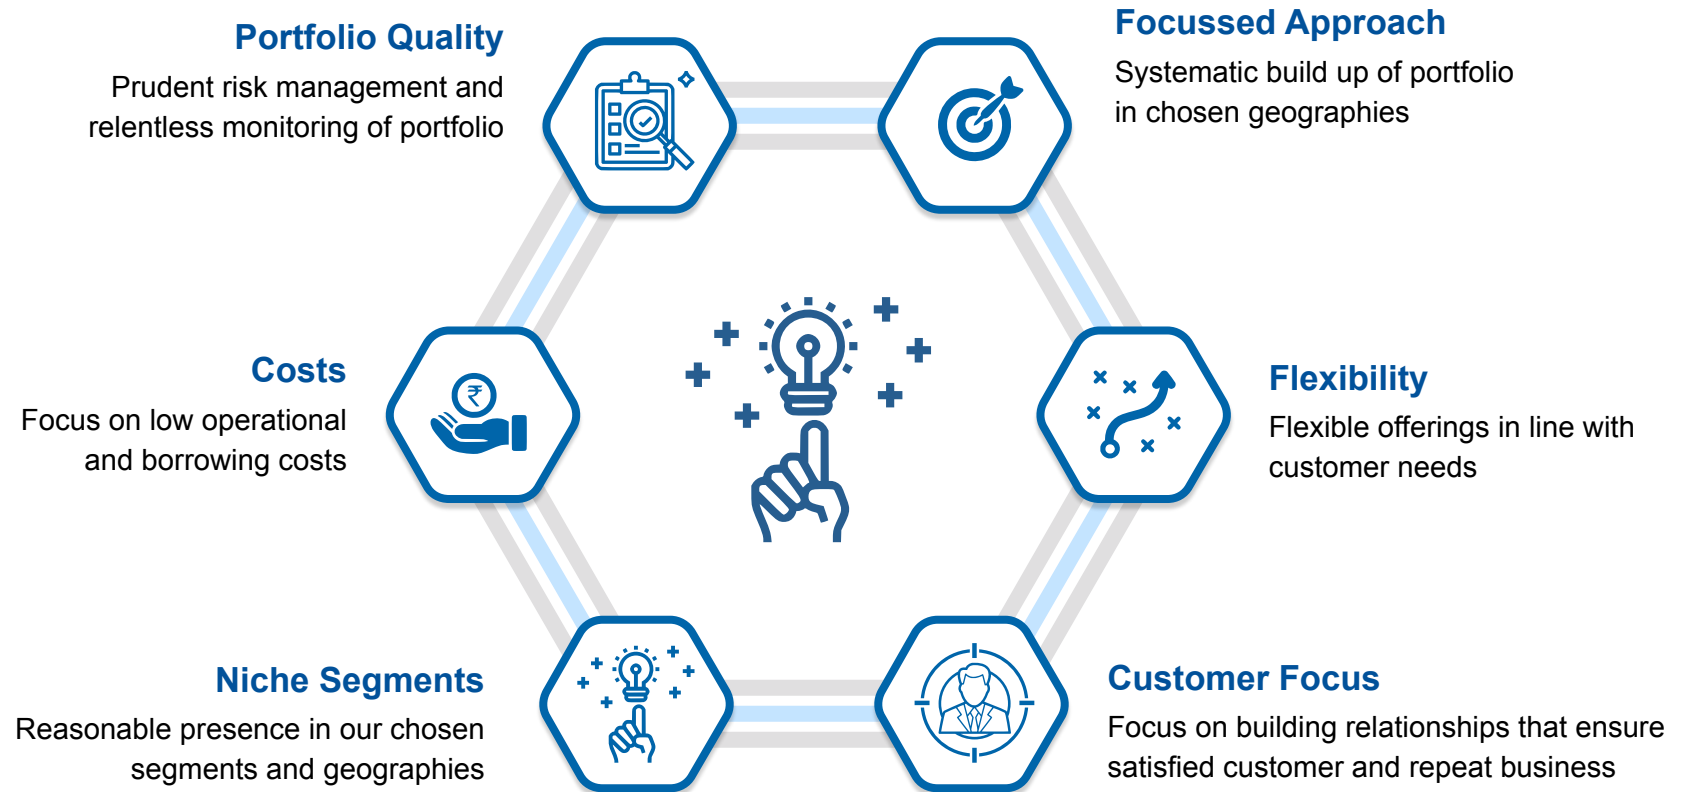 Portfolio Quality
Prudent risk management and
relentless monitoring of portfolio
Focussed Approach
Systematic build up of portfolio
in chosen geographies
Costs
Focus on low operational
and borrowing costs
₹
Flexibility
Flexible offerings in line with
customer needs
Niche Segments
Reasonable presence in our chosen
segments and geographies
Customer Focus
Focus on building relationships that ensure
satisfied customer and repeat business